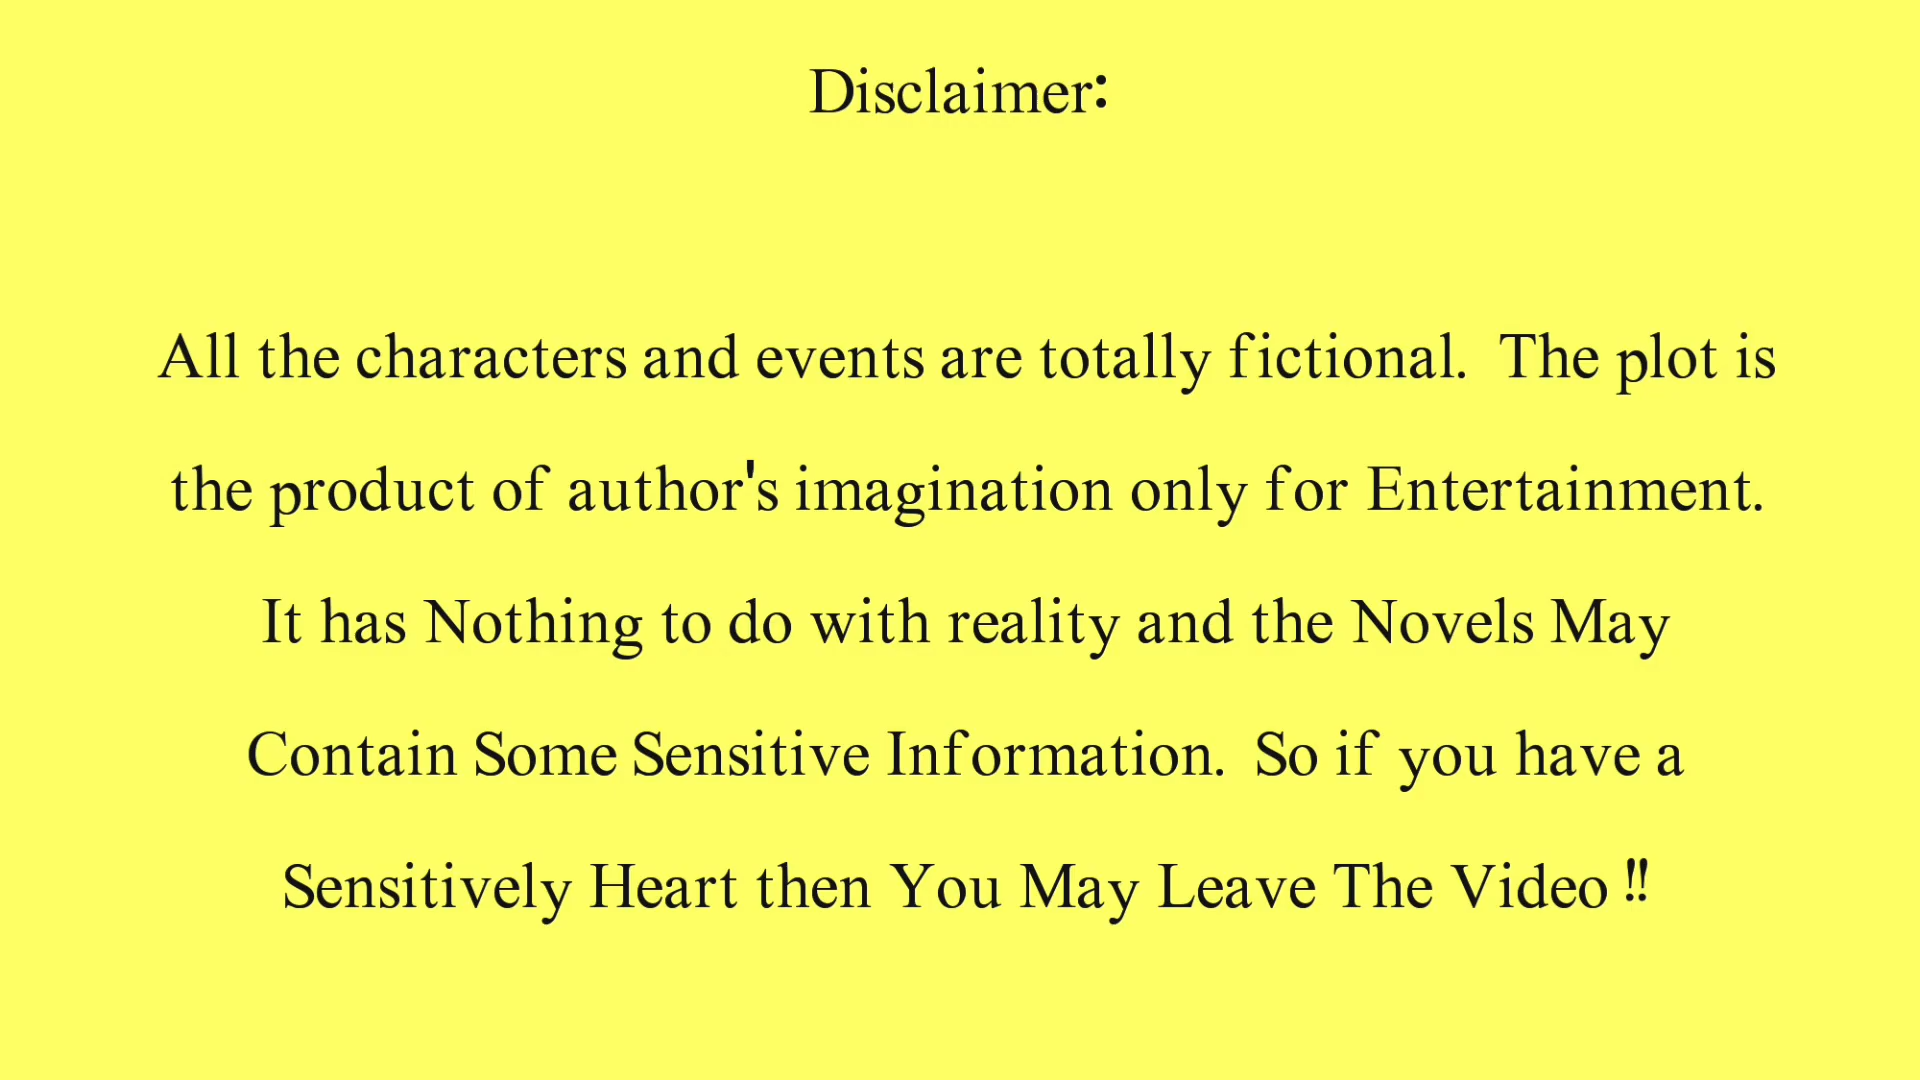 Disclaimer:
All the characters and events are totally fictional. The plot is
the product of author's imagination only for Entertainment.
It has Nothing to do with reality and the Novels May
Contain Some Sensitive Information. So if you have a
Sensitively Heart then You May Leave The Video !!